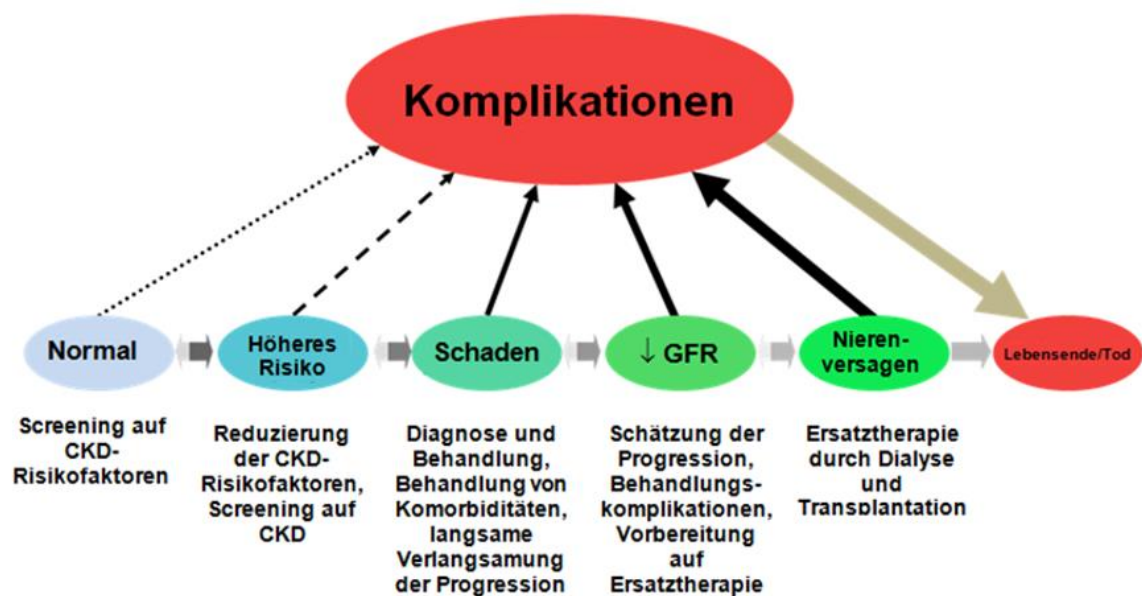 Komplikationen
Normal
Höheres
Risiko
Schaden
↓ GFR
Nieren-
versagen
Lebensende/Tod
Screening auf
CKD-
Risikofaktoren
Reduzierung
der CKD-
Risikofaktoren,
Screening auf
CKD
Diagnose und
Behandlung,
Behandlung von
Komorbiditäten,
langsame
Verlangsamung
der Progression
Schätzung der
Progression,
Behandlungs-
komplikationen,
Vorbereitung
auf
Ersatztherapie
Ersatztherapie
durch Dialyse
und
Transplantation